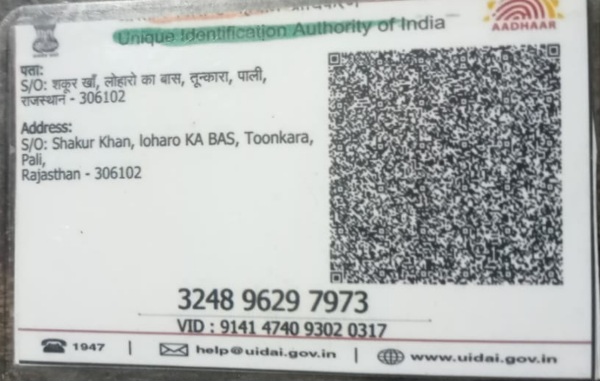 Unique Identification Authority of India
AADHAAR
पता:
S/O: शकूर खाँ, लोहारो का बास, तून्कारा, पाली,
राजस्थान - 306102
Address:
S/O: Shakur Khan, loharo KA BAS, Toonkara,
Pali,
Rajasthan - 306102
3248 9629 7973
VID : 9141 4740 9302 0317
1947 | help@uidai.gov.in | www.uidai.gov.in